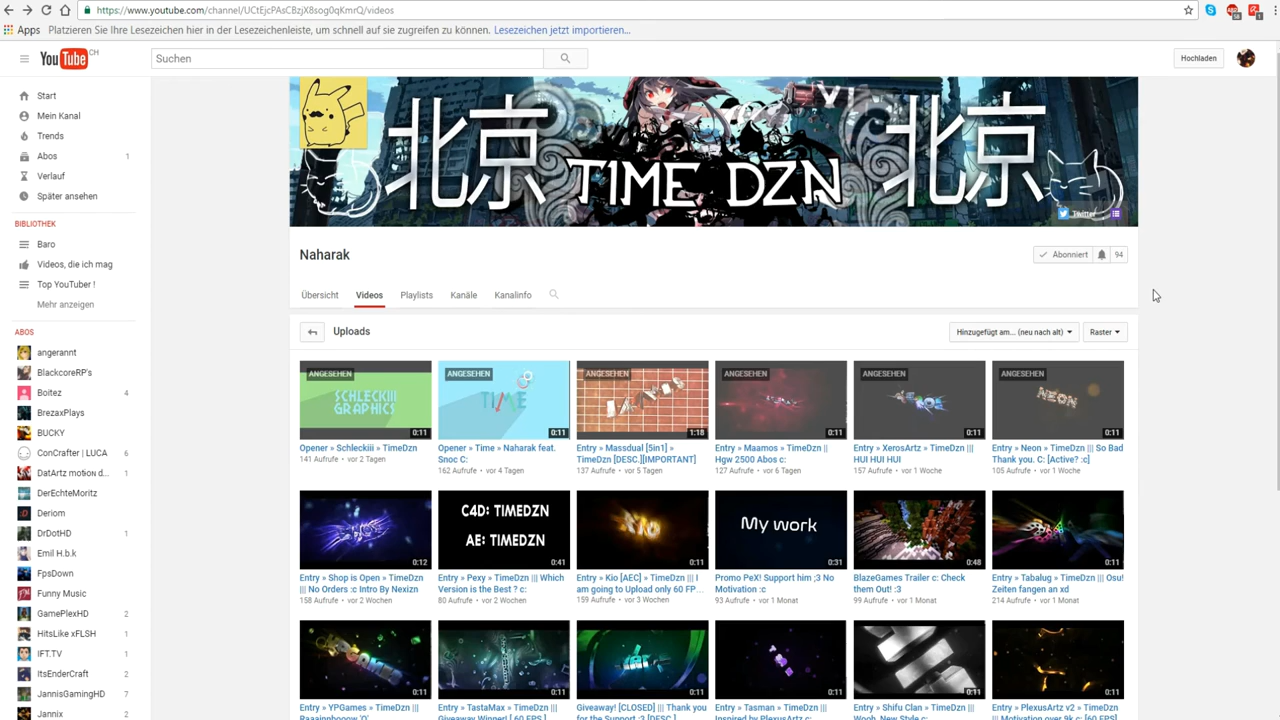 https://www.youtube.com/channel/UCtEjcPAsCBzjX8sog0qKmrQ/videos
Apps Platzieren Sie Ihre Lesezeichen hier in der Lesezeichenleiste, um schnell auf sie zugreifen zu können. Lesezeichen jetzt importieren...
YouTube CH
Suchen
Hochladen
Start
Mein Kanal
Trends
Abos 1
Verlauf
Später ansehen
BIBLIOTHEK
Baro
Videos, die ich mag
Top YouTuber !
Mehr anzeigen
ABOS
angerannt
BlackcoreRP's
Boitez 4
BrezaxPlays
BUCKY
ConCrafter | LUCA 6
DatArtz motion d... 1
DerEchteMoritz
Deriom
DrDotHD 1
Emil H.b.k
FpsDown
Funny Music
GamePlexHD 2
HitsLike xFLSH 1
IFT.TV 1
ItsEnderCraft 2
JannisGamingHD 7
Jannix 1
北京 TIME DZN 北京
Twitter
Naharak
Abonniert 94
Übersicht Videos Playlists Kanäle Kanalinfo
Uploads
Hinzugefügt am... (neu nach alt) Raster
ANGESEHEN ANGESEHEN ANGESEHEN ANGESEHEN ANGESEHEN ANGESEHEN
SCHLECKIII
GRAPHICS
TIME
NEON
0:11 0:11 1:18 0:11 0:11 0:11
Opener » Schleckiii » TimeDzn
141 Aufrufe • vor 2 Tagen
Opener » Time » Naharak feat.
Snoc C:
162 Aufrufe • vor 4 Tagen
Entry » Massdual [5in1] »
TimeDzn [DESC.][IMPORTANT]
137 Aufrufe • vor 5 Tagen
Entry » Maamos » TimeDzn ||
Hgw 2500 Abos c:
127 Aufrufe • vor 6 Tagen
Entry » XerosArtz » TimeDzn |||
HUI HUI HUI
157 Aufrufe • vor 1 Woche
Entry » Neon » TimeDzn ||| So Bad
Thank you. C: [Active? :c]
105 Aufrufe • vor 1 Woche
C4D: TIMEDZN
AE: TIMEDZN
Kio
My work
0:12 0:41 0:11 0:31 0:48 0:11
Entry » Shop is Open » TimeDzn
||| No Orders :c Intro By Nexizn
158 Aufrufe • vor 2 Wochen
Entry » Pexy » TimeDzn ||| Which
Version is the Best ? c:
80 Aufrufe • vor 2 Wochen
Entry » Kio [AEC] » TimeDzn ||| I
am going to Upload only 60 FP...
159 Aufrufe • vor 3 Wochen
Promo PeX! Support him ;3 No
Motivation :c
93 Aufrufe • vor 1 Monat
BlazeGames Trailer c: Check
them Out! :3
99 Aufrufe • vor 1 Monat
Entry » Tabalug » TimeDzn ||| Osu!
Zeiten fangen an xd
214 Aufrufe • vor 1 Monat
0:11 0:11 0:11 0:11 0:11 0:11
Entry » YPGames » TimeDzn |||
Raaainbooow 'O'
Entry » TastaMax » TimeDzn |||
Giveaway Winner! [ 60 FPS ]
Giveaway! [CLOSED] ||| Thank you
for the Support :3 [DESC.]
Entry » Tasman » TimeDzn |||
Inspired by PlexusArtz c:
Entry » Shifu Clan » TimeDzn |||
Wooh, New Style c:
Entry » PlexusArtz v2 » TimeDzn
||| Motivation over 9k c: [60 FPS]